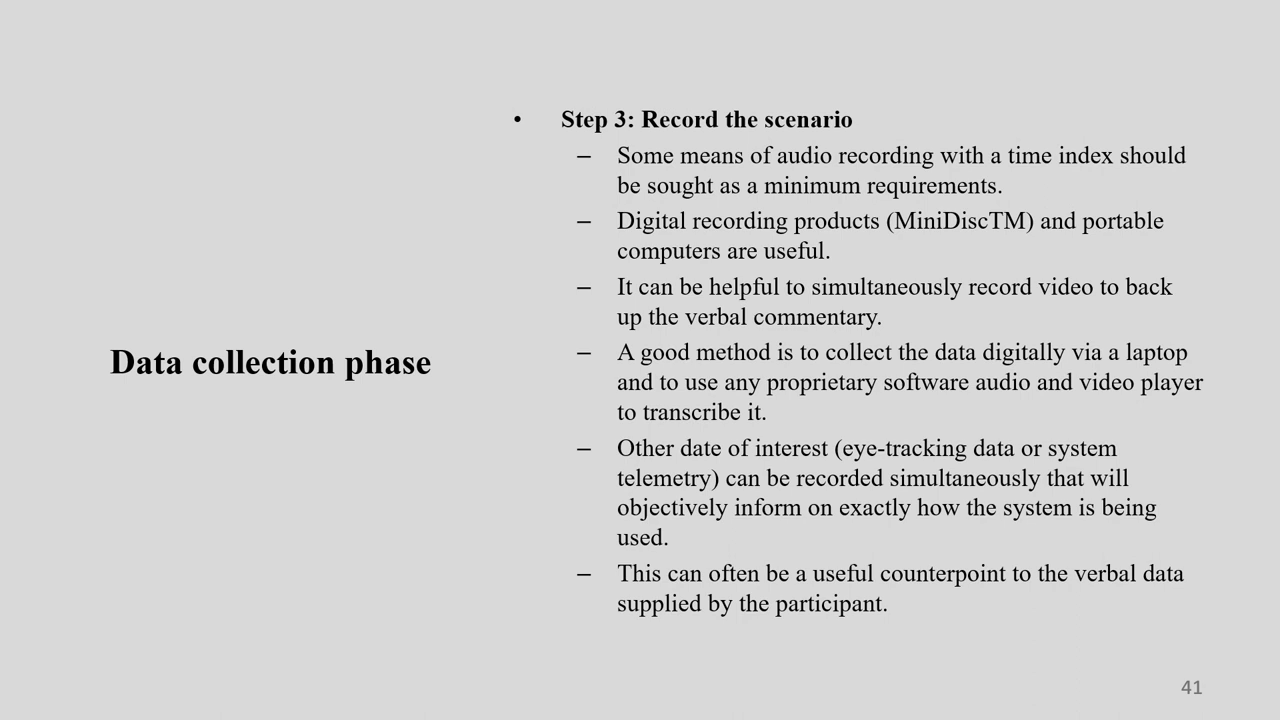 Data collection phase
• Step 3: Record the scenario
– Some means of audio recording with a time index should
be sought as a minimum requirements.
– Digital recording products (MiniDiscTM) and portable
computers are useful.
– It can be helpful to simultaneously record video to back
up the verbal commentary.
– A good method is to collect the data digitally via a laptop
and to use any proprietary software audio and video player
to transcribe it.
– Other date of interest (eye-tracking data or system
telemetry) can be recorded simultaneously that will
objectively inform on exactly how the system is being
used.
– This can often be a useful counterpoint to the verbal data
supplied by the participant.
41